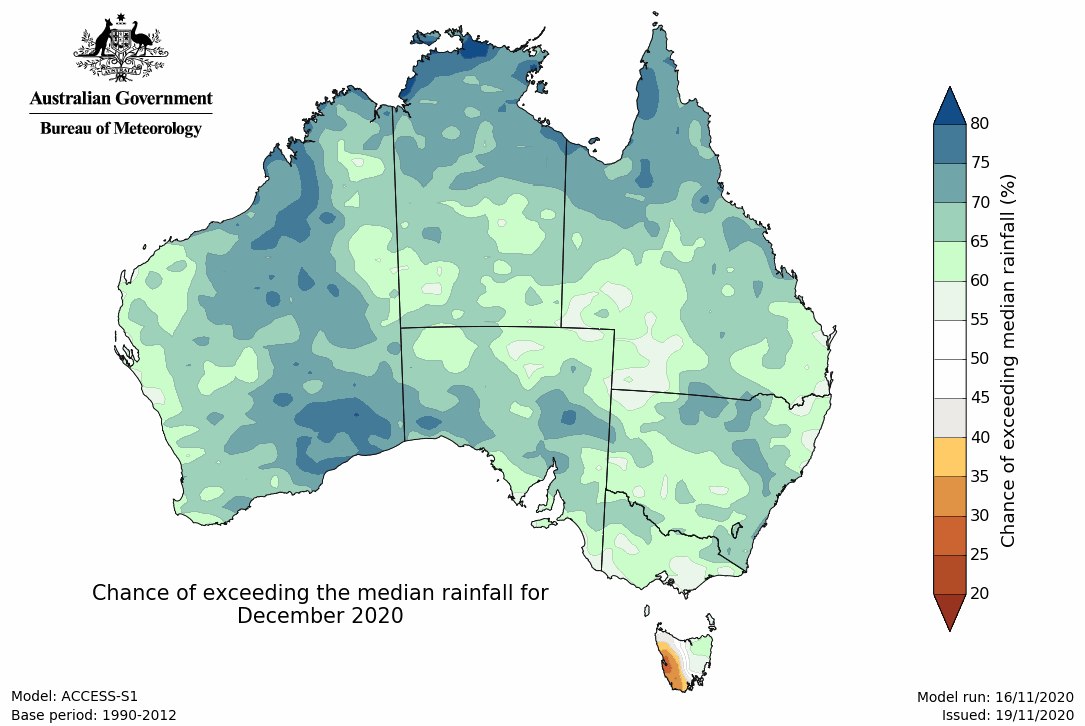 AUSTRALIA
Australian Government
Bureau of Meteorology
80
75
70
65
60
55
50
45
40
35
30
25
20
Chance of exceeding median rainfall (%)
Chance of exceeding the median rainfall for
December 2020
Model: ACCESS-S1
Base period: 1990-2012
Model run: 16/11/2020
Issued: 19/11/2020